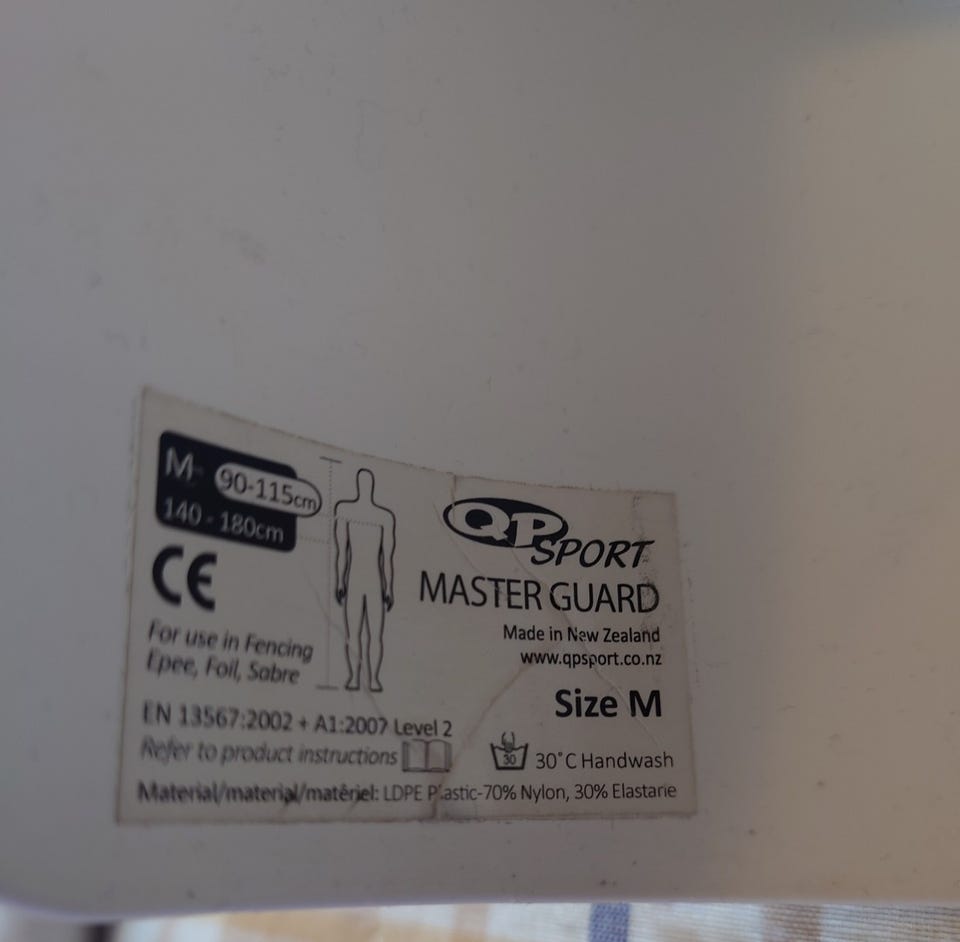 M- 90-115cm
140 - 180cm
CE
For use in Fencing
Epee, Foil, Sabre
QP
SPORT
MASTER GUARD
Made in New Zealand
www.qpsport.co.nz
Size M
EN 13567:2002 + A1:2007 Level 2
Refer to product instructions
30
30°C Handwash
Material/material/matériel: LDPE Plastic-70% Nylon, 30% Elastane